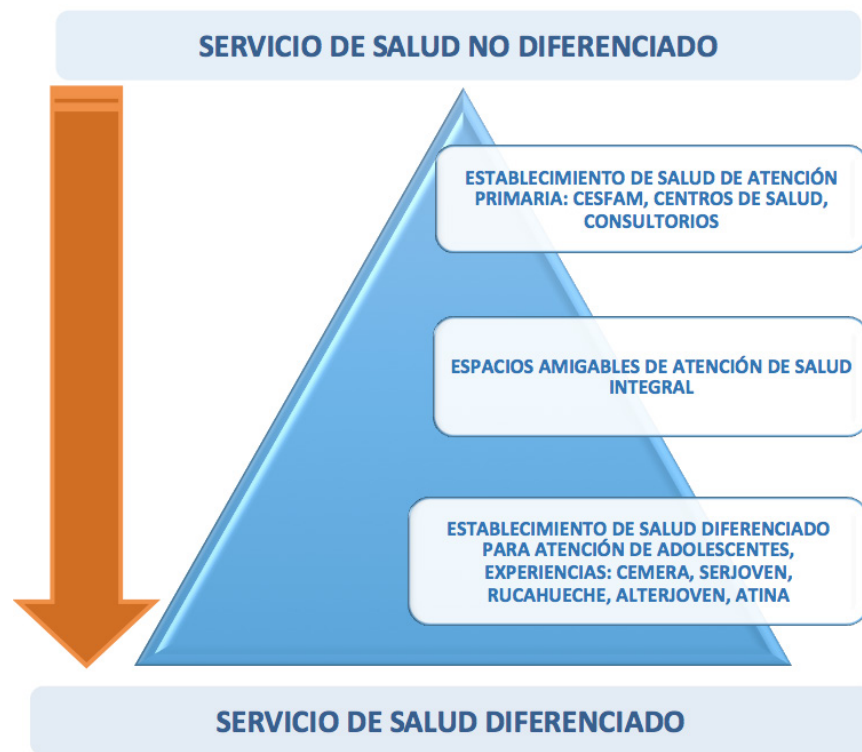 SERVICIO DE SALUD NO DIFERENCIADO
ESTABLECIMIENTO DE SALUD DE ATENCIÓN
PRIMARIA: CESFAM, CENTROS DE SALUD,
CONSULTORIOS
ESPACIOS AMIGABLES DE ATENCIÓN DE SALUD
INTEGRAL
ESTABLECIMIENTO DE SALUD DIFERENCIADO
PARA ATENCIÓN DE ADOLESCENTES,
EXPERIENCIAS: CEMERA, SERJOVEN,
RUCAHUECHE, ALTERJOVEN, ATINA
SERVICIO DE SALUD DIFERENCIADO